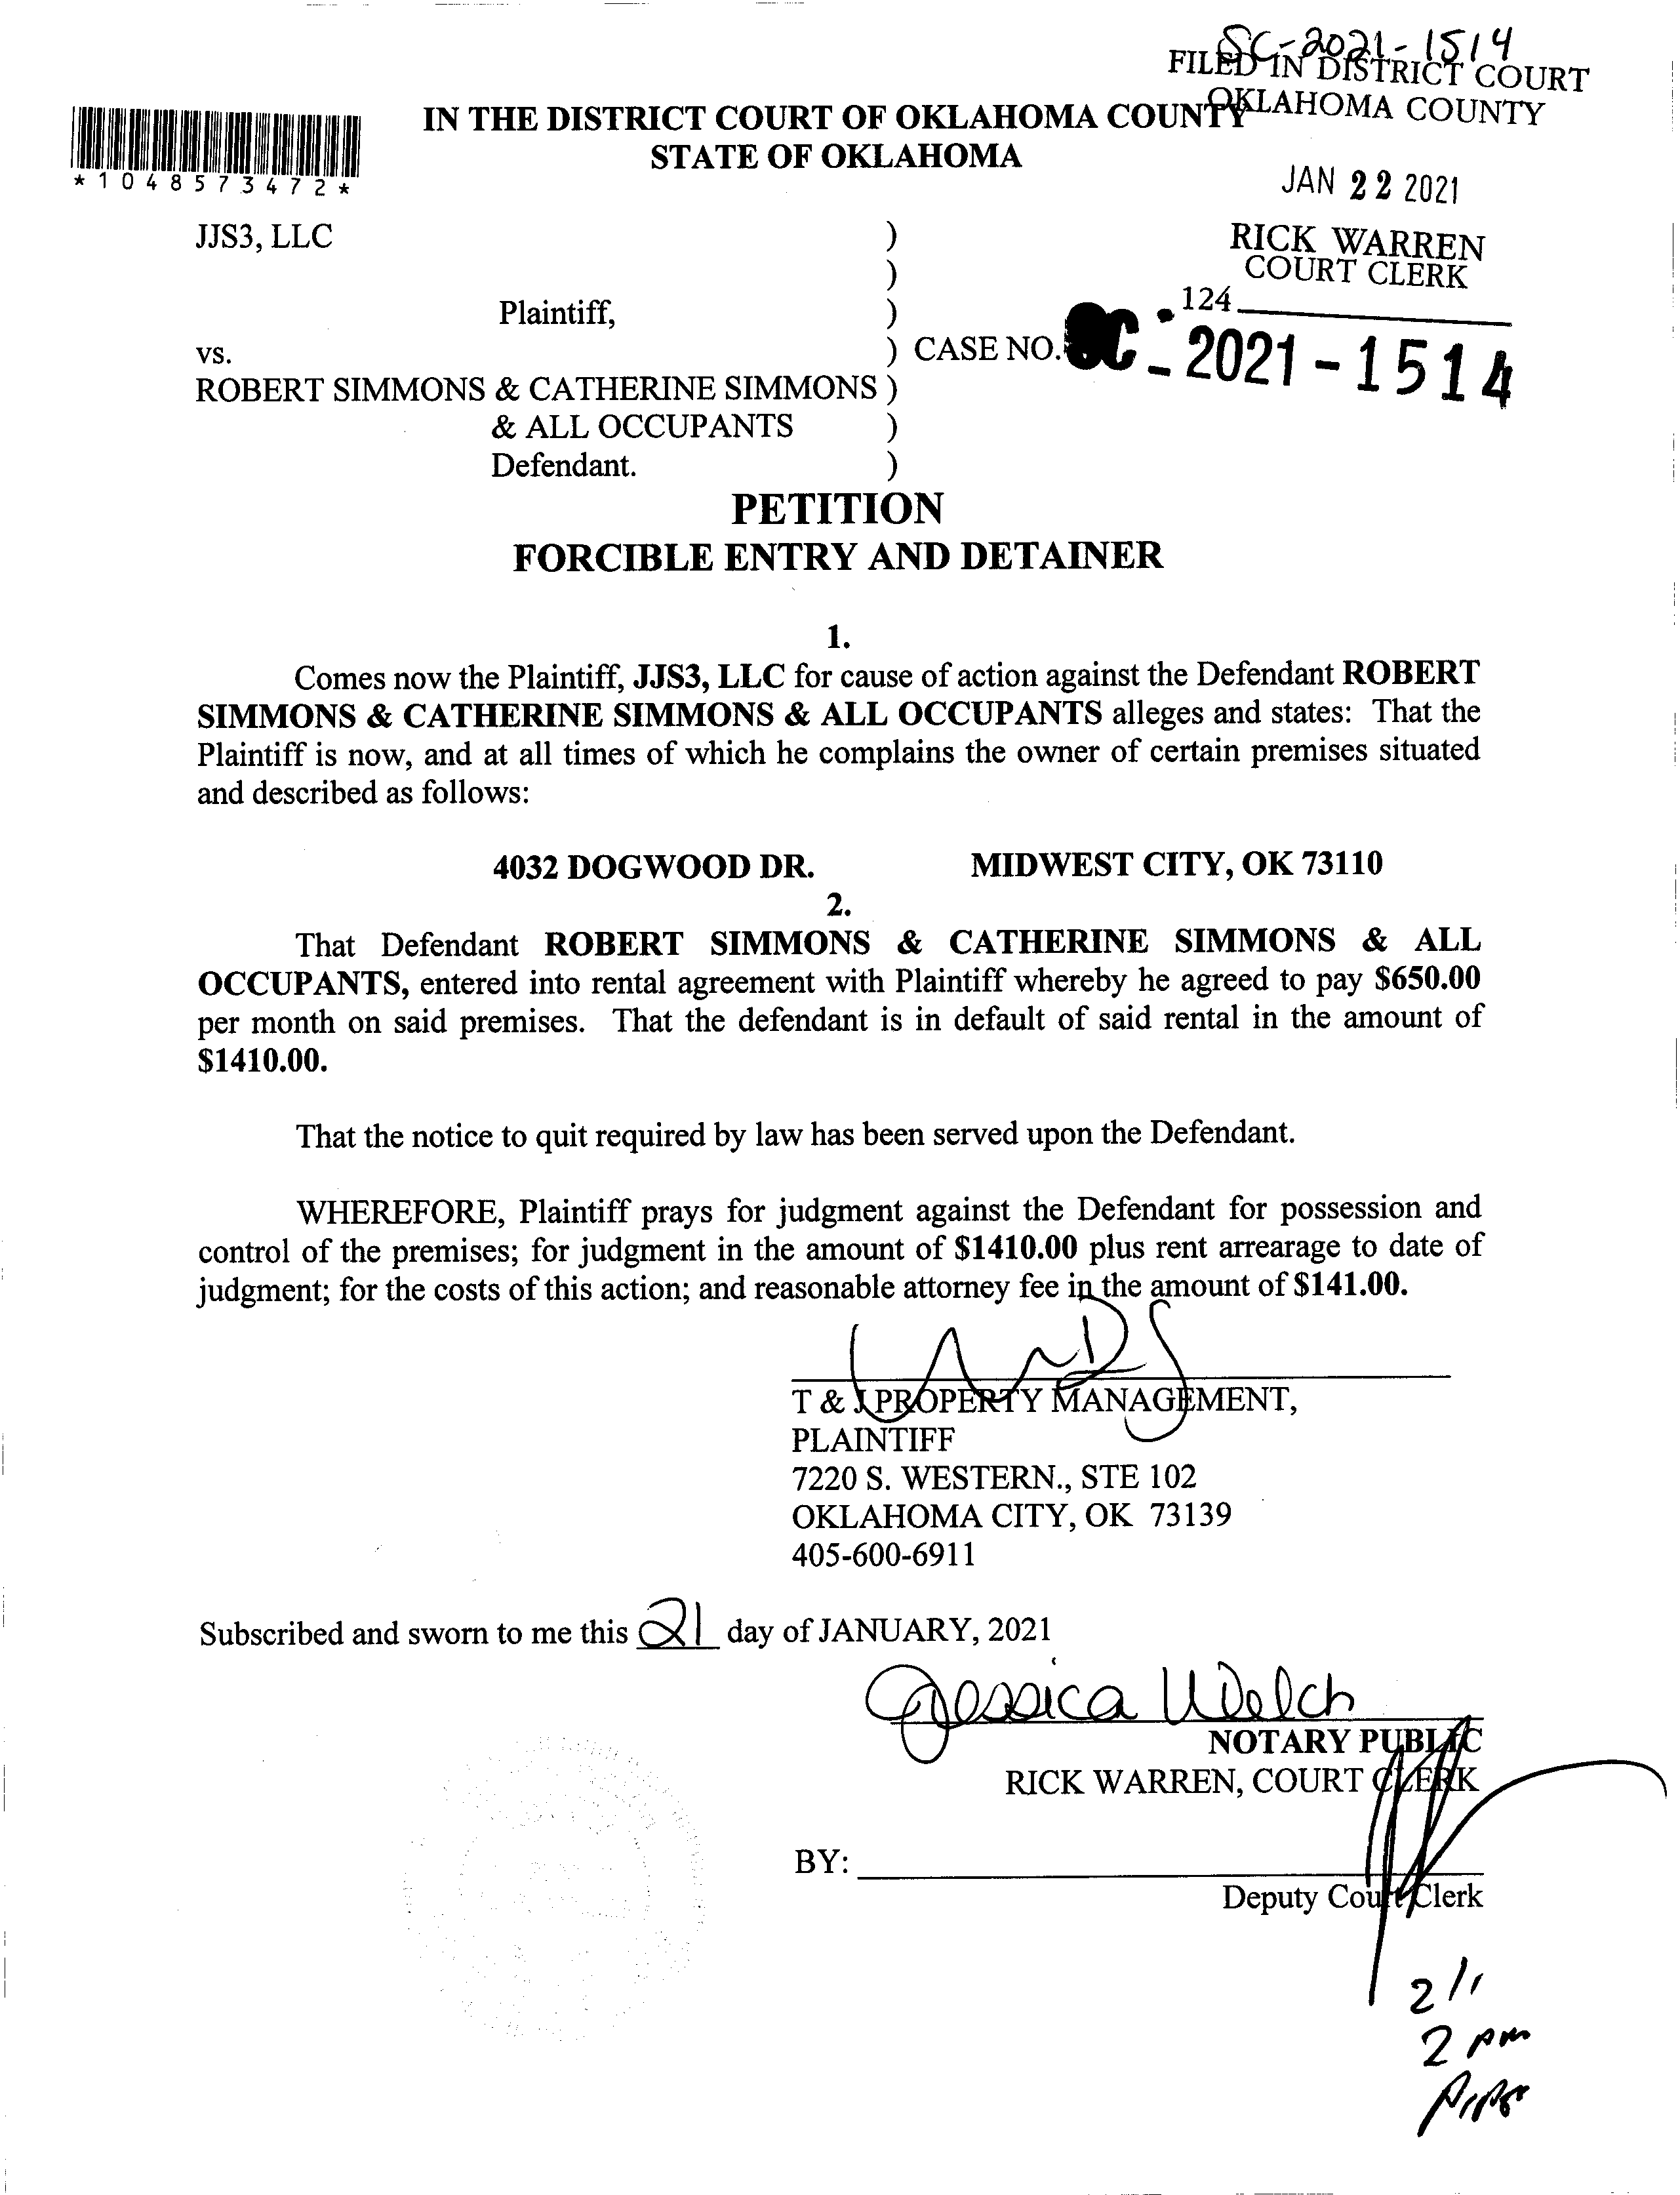 SC-2021-1514
FILED IN DISTRICT COURT
OKLAHOMA COUNTY
IN THE DISTRICT COURT OF OKLAHOMA COUNTY
STATE OF OKLAHOMA
*1048573472*
JAN 22 2021
JJS3, LLC )
RICK WARREN
COURT CLERK
)
Plaintiff, )
124
vs. ) CASE NO. SC-2021-1514
ROBERT SIMMONS & CATHERINE SIMMONS )
& ALL OCCUPANTS )
Defendant. )
PETITION
FORCIBLE ENTRY AND DETAINER
1.
Comes now the Plaintiff, JJS3, LLC for cause of action against the Defendant ROBERT
SIMMONS & CATHERINE SIMMONS & ALL OCCUPANTS alleges and states: That the
Plaintiff is now, and at all times of which he complains the owner of certain premises situated
and described as follows:
4032 DOGWOOD DR. MIDWEST CITY, OK 73110
2.
That Defendant ROBERT SIMMONS & CATHERINE SIMMONS & ALL
OCCUPANTS, entered into rental agreement with Plaintiff whereby he agreed to pay $650.00
per month on said premises. That the defendant is in default of said rental in the amount of
$1410.00.
That the notice to quit required by law has been served upon the Defendant.
WHEREFORE, Plaintiff prays for judgment against the Defendant for possession and
control of the premises; for judgment in the amount of $1410.00 plus rent arrearage to date of
judgment; for the costs of this action; and reasonable attorney fee in the amount of $141.00.
T & J PROPERTY MANAGEMENT,
PLAINTIFF
7220 S. WESTERN., STE 102
OKLAHOMA CITY, OK 73139
405-600-6911
Subscribed and sworn to me this 21 day of JANUARY, 2021
Jessica Welch
NOTARY PUBLIC
RICK WARREN, COURT CLERK
BY:
Deputy Court Clerk
2/1
2 pm